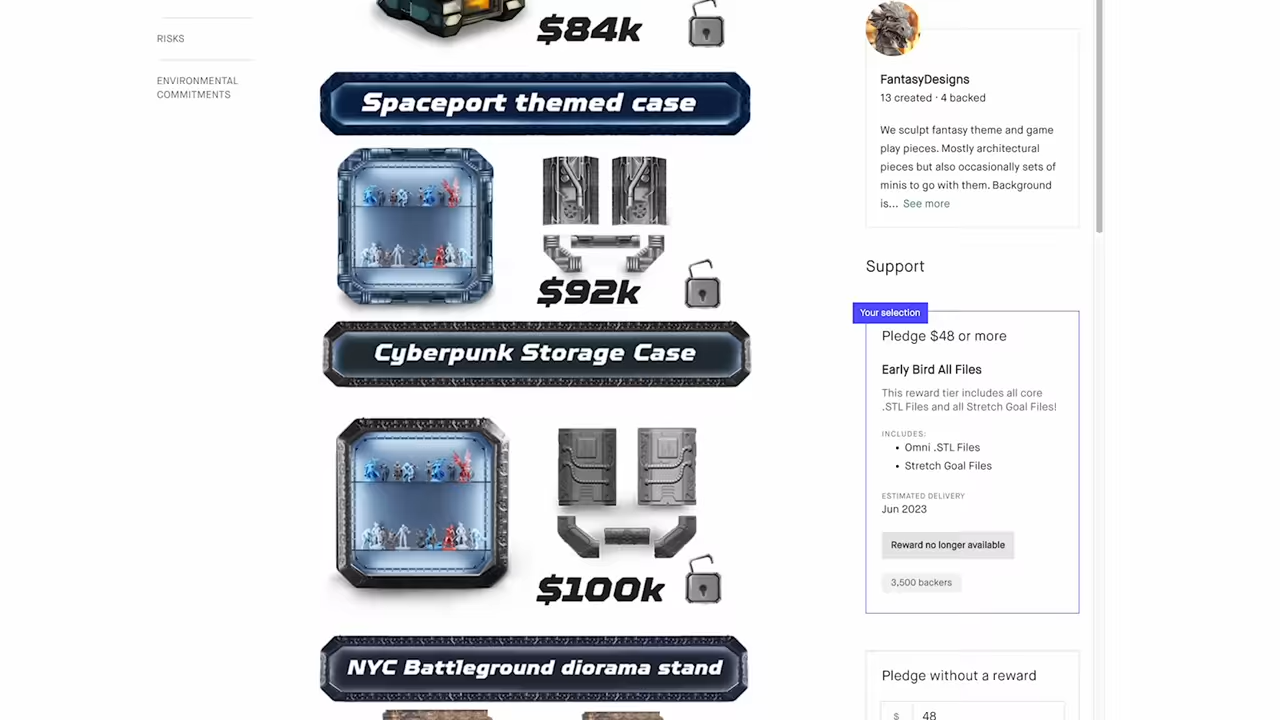 RISKS
ENVIRONMENTAL
COMMITMENTS
$84k
Spaceport themed case
$92k
Cyberpunk Storage Case
$100k
NYC Battleground diorama stand
FantasyDesigns
13 created · 4 backed
We sculpt fantasy theme and game
play pieces. Mostly architectural
pieces but also occasionally sets of
minis to go with them. Background
is... See more
Support
Your selection
Pledge $48 or more
Early Bird All Files
This reward tier includes all core
.STL Files and all Stretch Goal Files!
INCLUDES:
• Omni .STL Files
• Stretch Goal Files
ESTIMATED DELIVERY
Jun 2023
Reward no longer available
3,500 backers
Pledge without a reward
$ 48